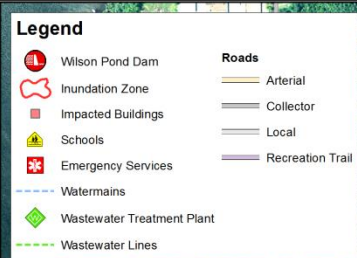 Legend
Wilson Pond Dam
Inundation Zone
Impacted Buildings
Schools
Emergency Services
Watermains
Wastewater Treatment Plant
Wastewater Lines
Roads
Arterial
Collector
Local
Recreation Trail